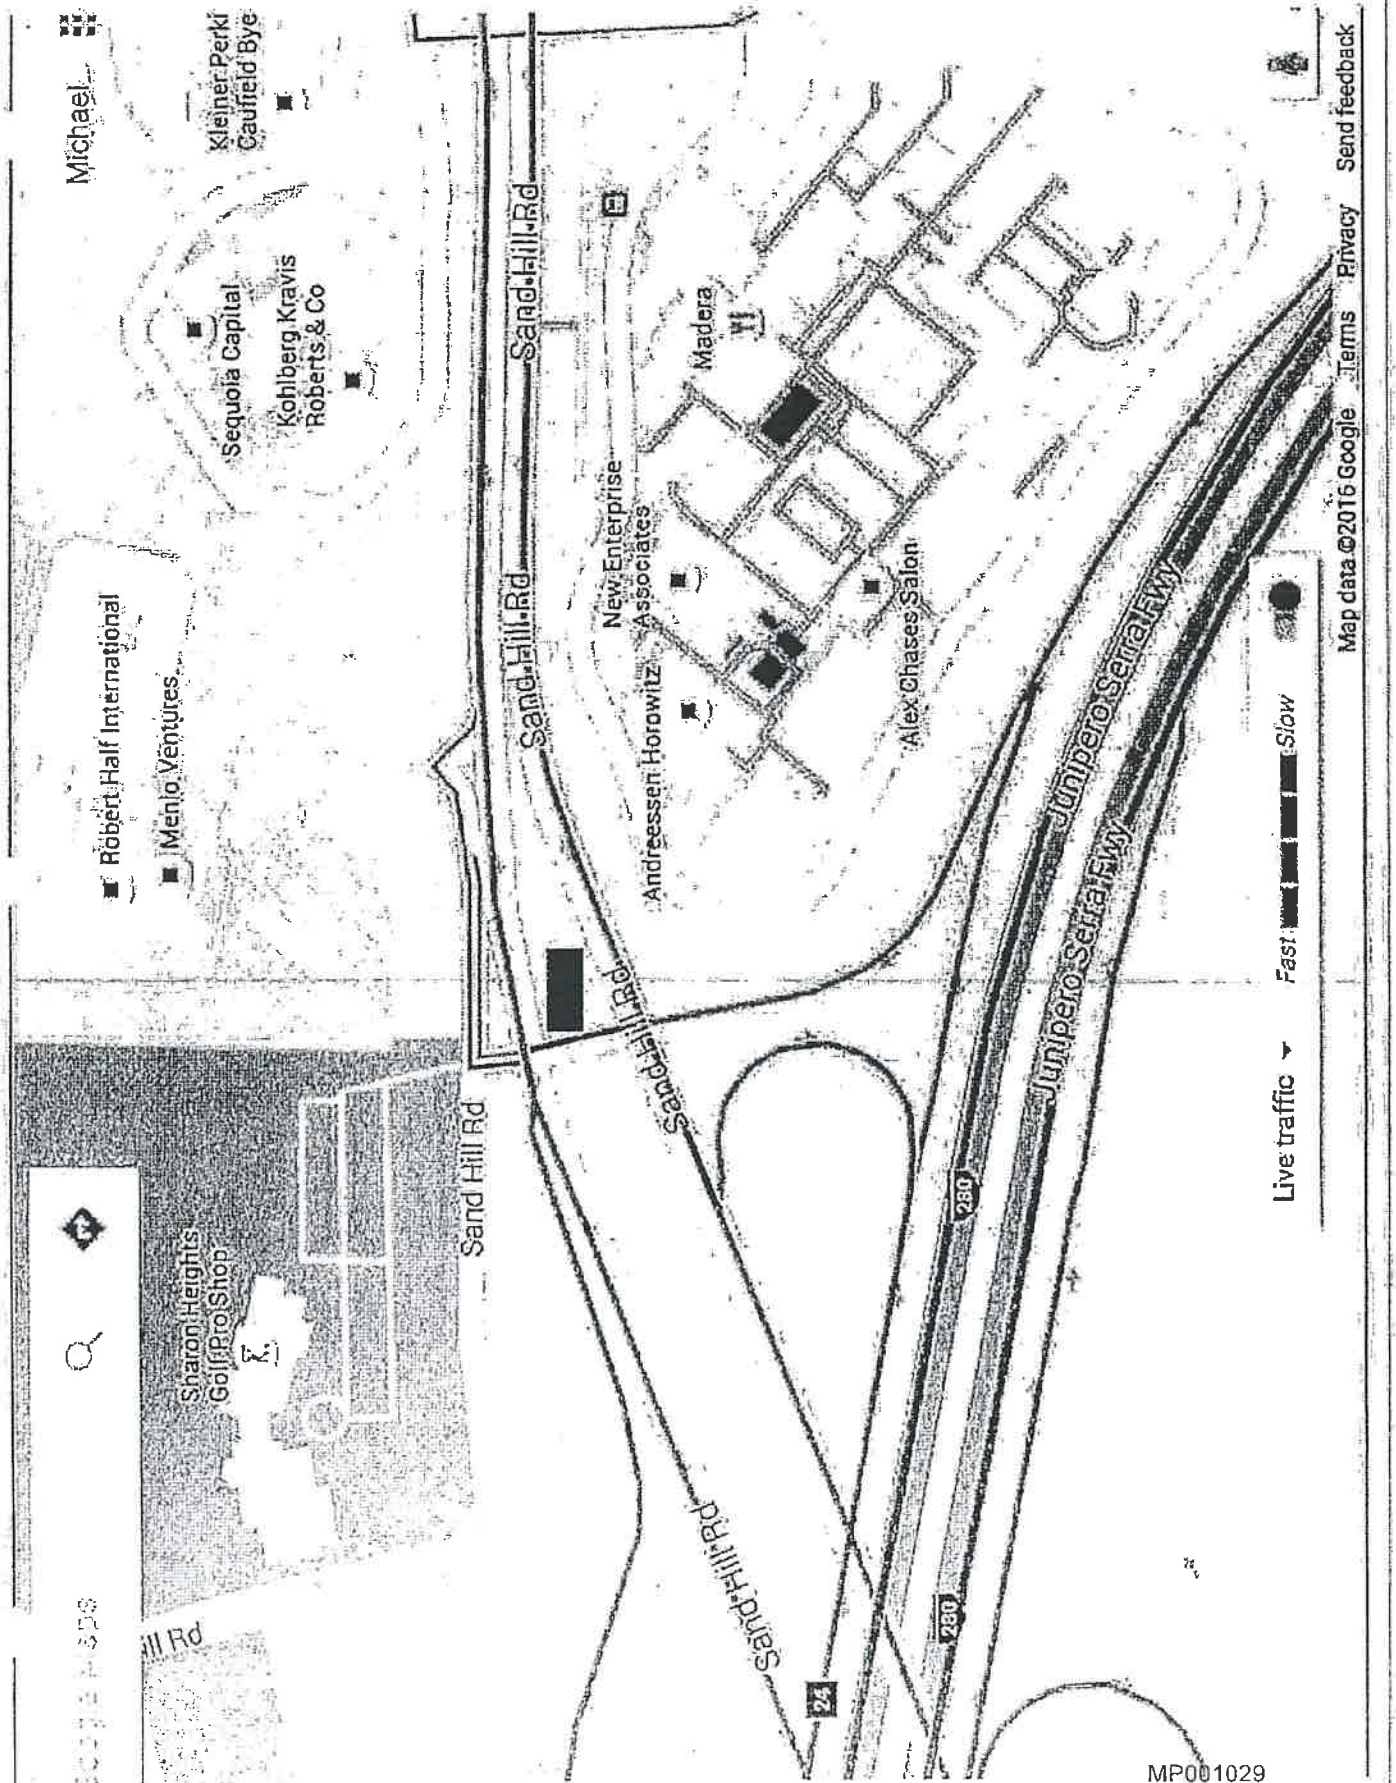 Michael
Kleiner Perki
Caufield Bye
Robert Half International
Menlo Ventures
Sequoia Capital
Kohlberg Kravis
Roberts & Co
Sharon Heights
Golf Pro Shop
ill Rd
Sand Hill Rd
Sand Hill Rd
Sand Hill Rd
Sand Hill Rd
Sand Hill Rd
New Enterprise
Associates
Madera
Andreessen Horowitz
Alex Chases Salon
24
280
280
Junipero Serra Fwy
Junipero Serra Fwy
Live traffic
Fast
Slow
Map data ©2016 Google
Terms
Privacy
Send feedback
MP001029